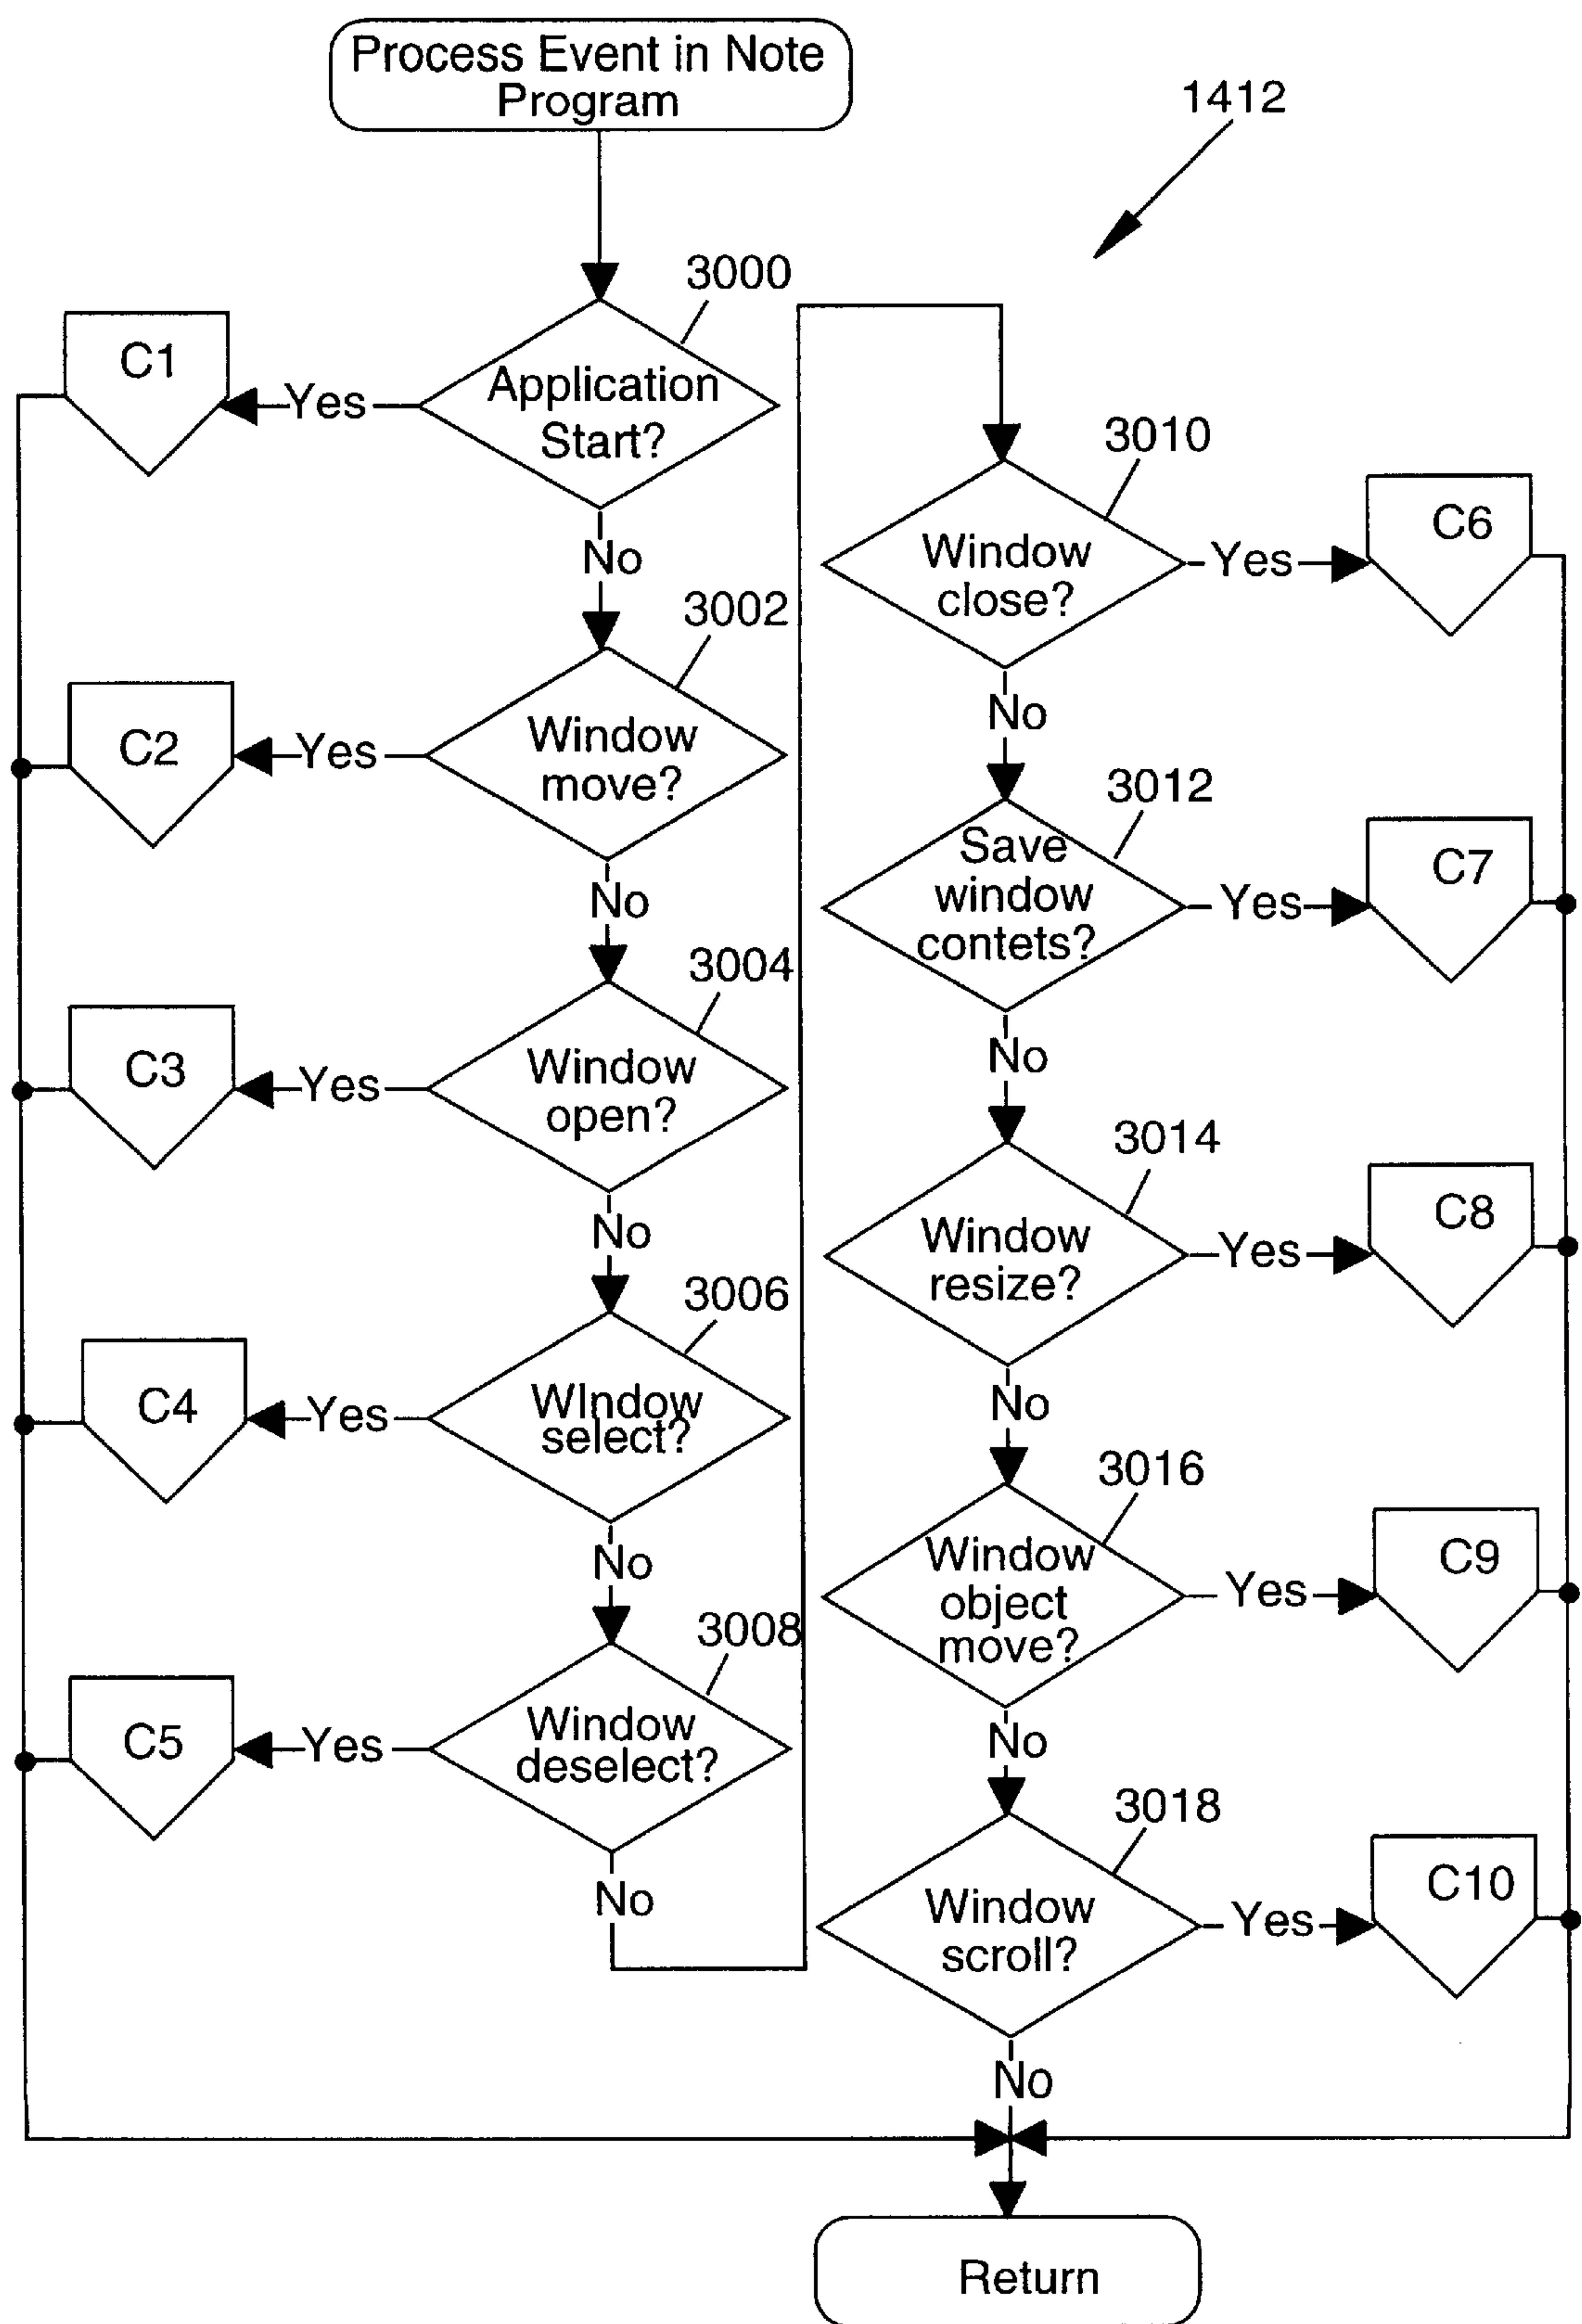 Process Event in Note
Program
1412
3000
C1
Yes
Application
Start?
No
3002
C2
Yes
Window
move?
No
3004
C3
Yes
Window
open?
No
3006
C4
Yes
WIndow
select?
No
3008
C5
Yes
Window
deselect?
No
3010
Window
close?
Yes
C6
No
3012
Save
window
contets?
Yes
C7
No
3014
Window
resize?
Yes
C8
No
3016
Window
object
move?
Yes
C9
No
3018
Window
scroll?
Yes
C10
No
Return